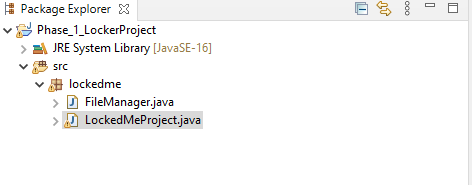 Package Explorer
Phase_1_LockerProject
JRE System Library [JavaSE-16]
src
lockedme
FileManager.java
LockedMeProject.java